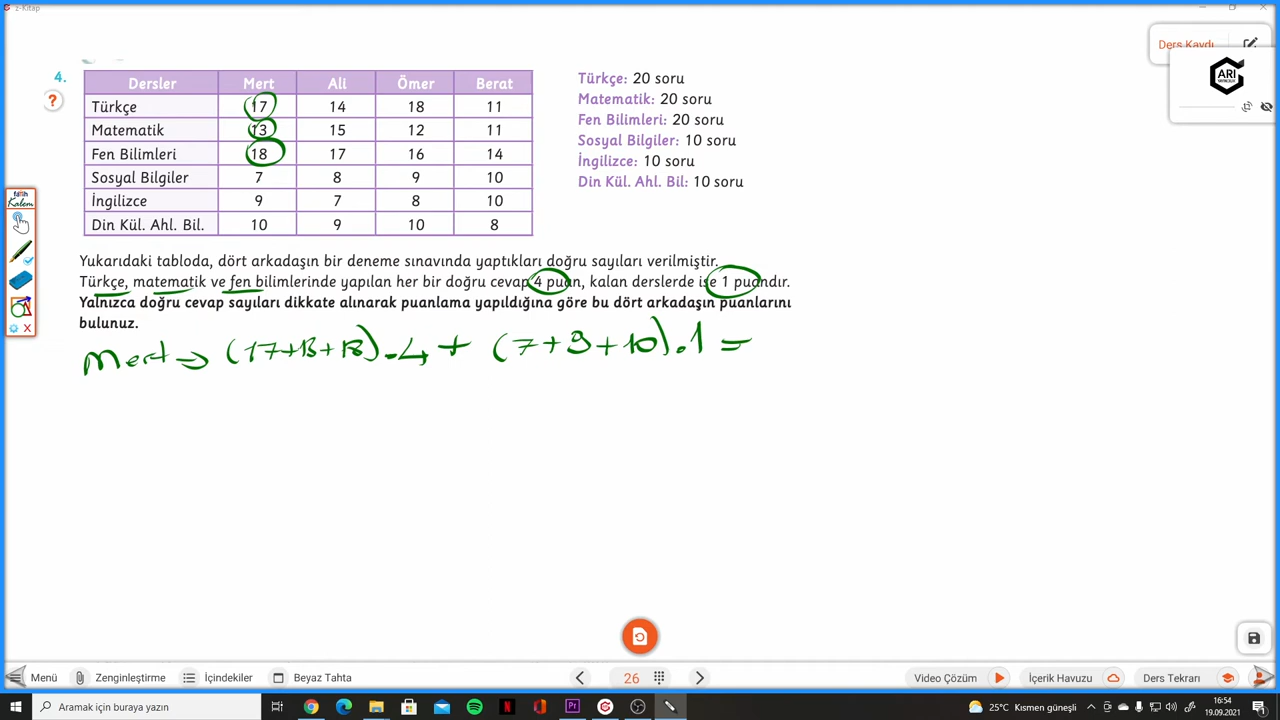 z-Kitap
Ders Kaydı
ARI
4.
?
Dersler Mert Ali Ömer Berat
Türkçe 17 14 18 11
Matematik 13 15 12 11
Fen Bilimleri 18 17 16 14
Sosyal Bilgiler 7 8 9 10
İngilizce 9 7 8 10
Din Kül. Ahl. Bil. 10 9 10 8
Türkçe: 20 soru
Matematik: 20 soru
Fen Bilimleri: 20 soru
Sosyal Bilgiler: 10 soru
İngilizce: 10 soru
Din Kül. Ahl. Bil: 10 soru
fatih
Kalem
Yukarıdaki tabloda, dört arkadaşın bir deneme sınavında yaptıkları doğru sayıları verilmiştir.
Türkçe, matematik ve fen bilimlerinde yapılan her bir doğru cevap 4 puan, kalan derslerde ise 1 puandır.
Yalnızca doğru cevap sayıları dikkate alınarak puanlama yapıldığına göre bu dört arkadaşın puanlarını
bulunuz.
Mert → (17+13+18).4 + (7+9+10).1 =
Menü Zenginleştirme İçindekiler Beyaz Tahta 26 Video Çözüm İçerik Havuzu Ders Tekrarı
Aramak için buraya yazın 25°C Kısmen güneşli 16:54
19.09.2021